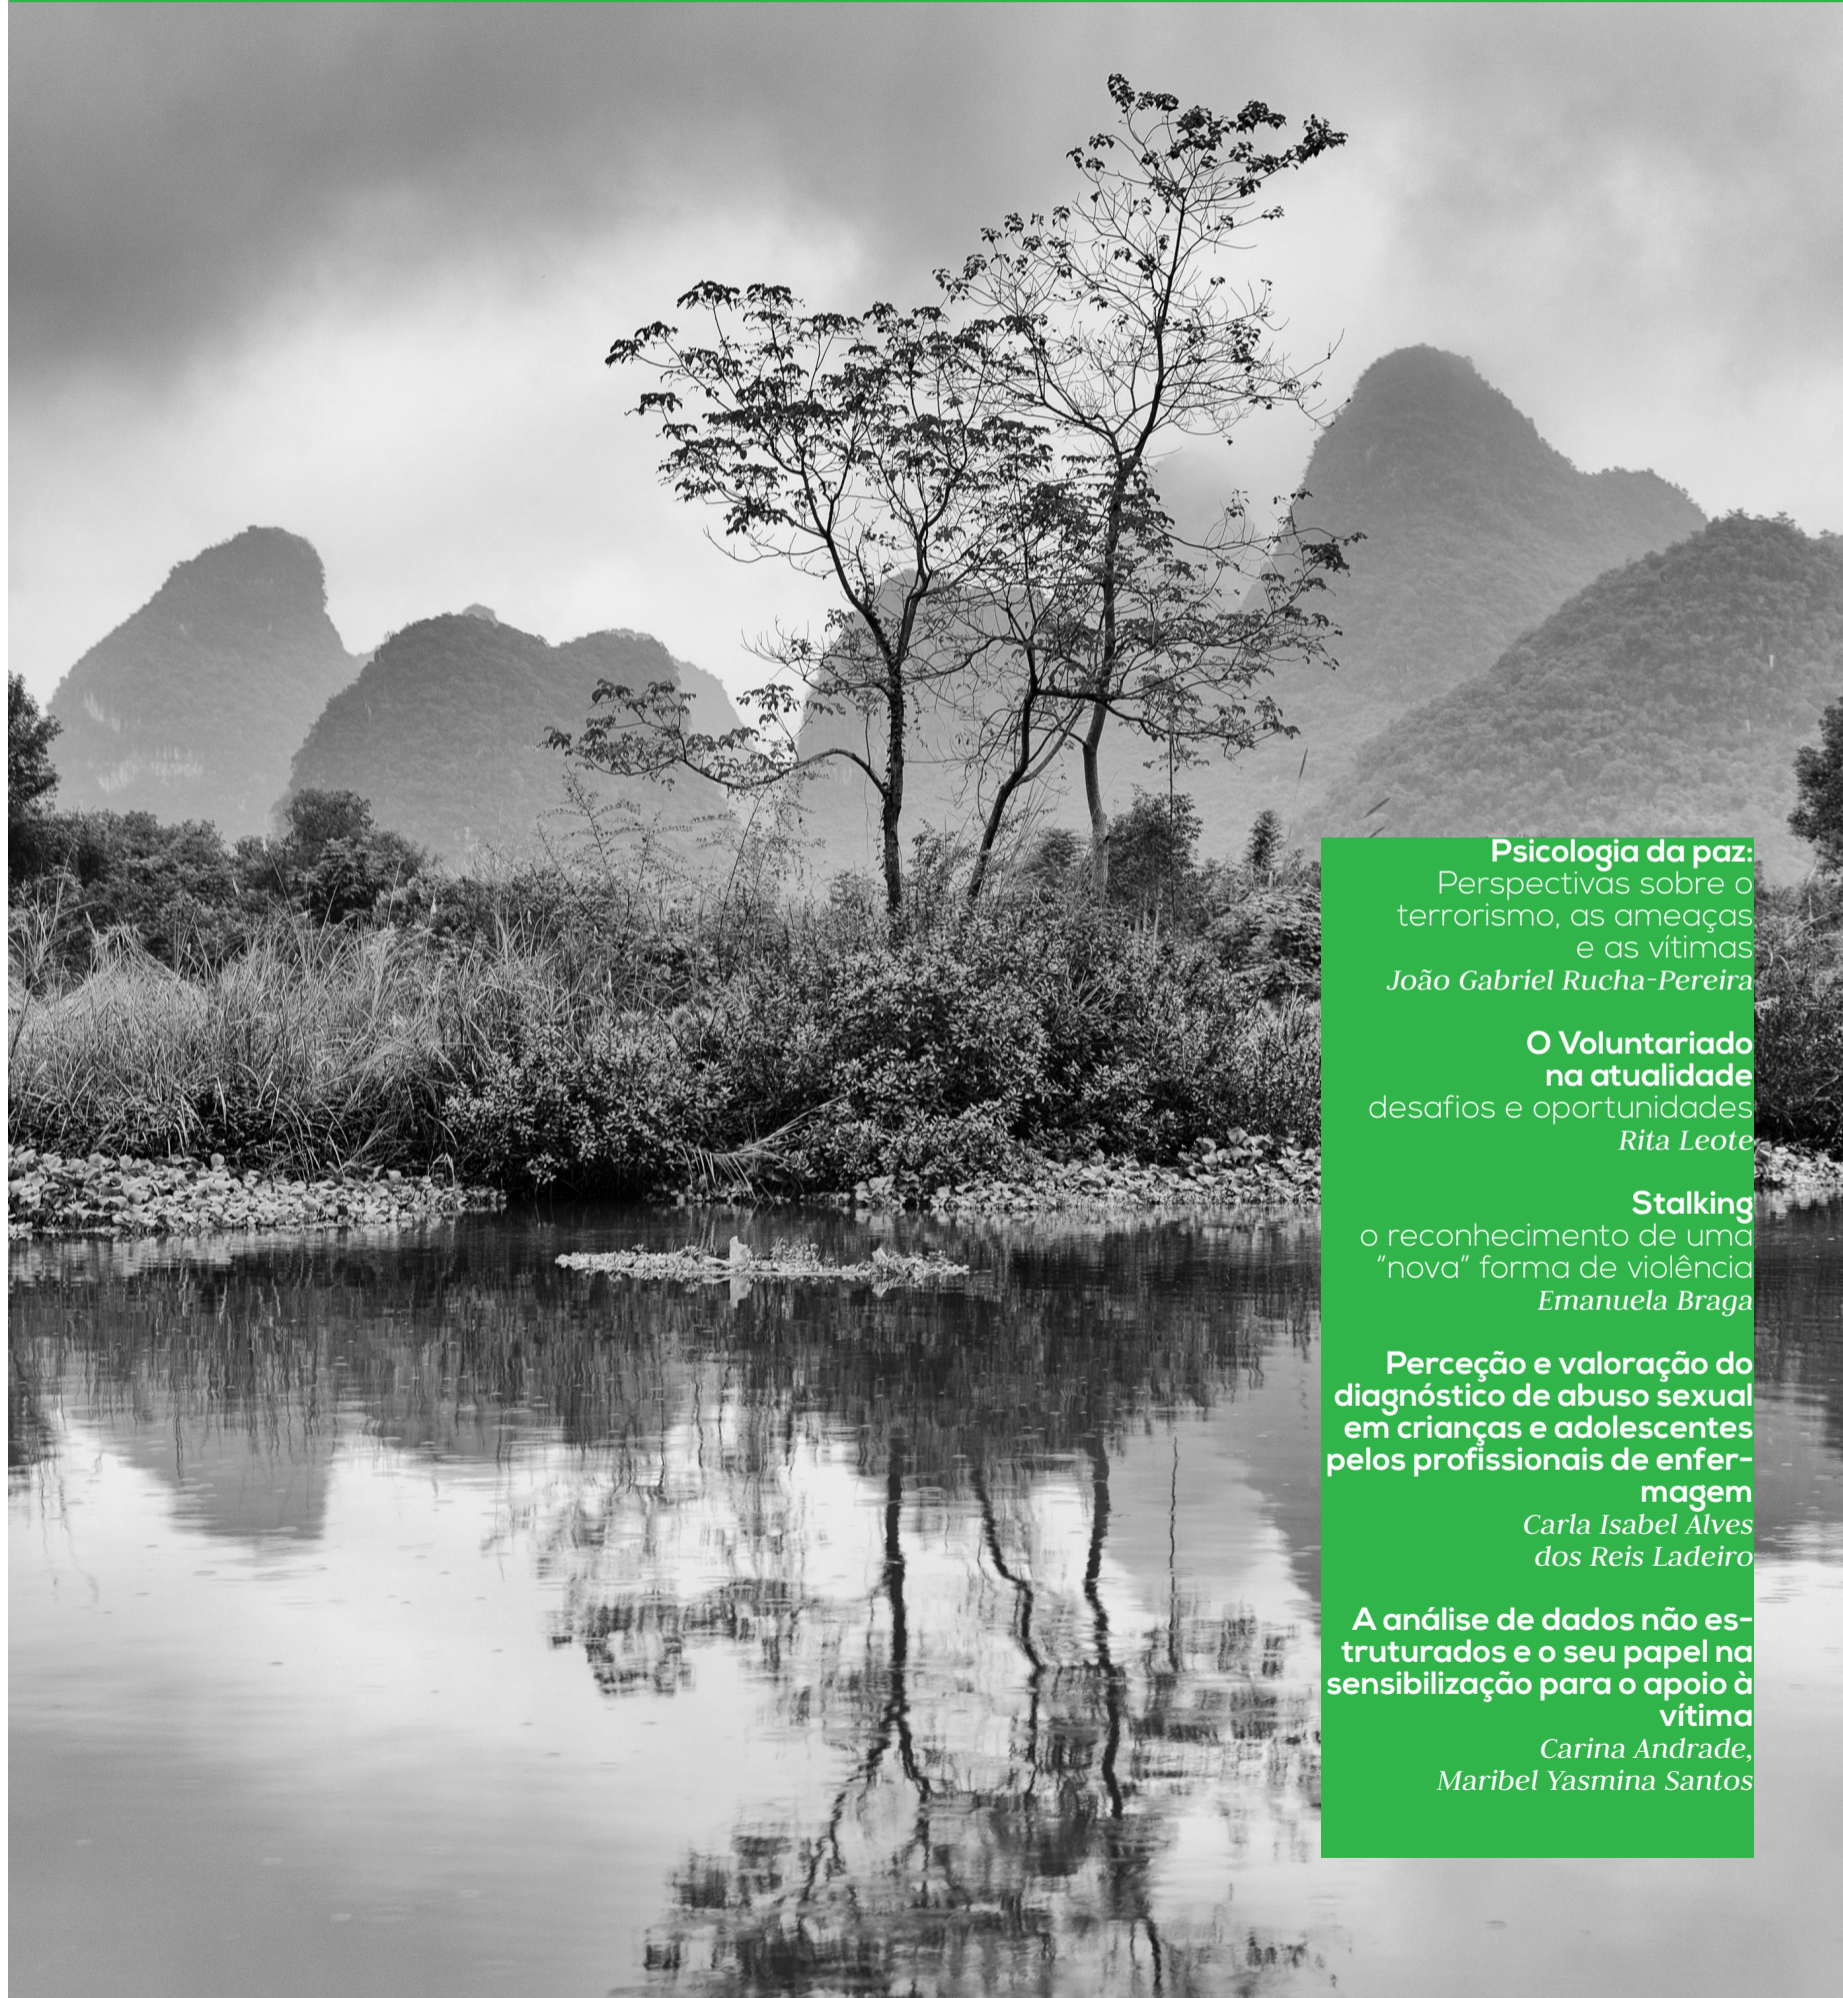 Psicologia da paz:
Perspectivas sobre o
terrorismo, as ameaças
e as vítimas
João Gabriel Rucha-Pereira
O Voluntariado
na atualidade
desafios e oportunidades
Rita Leote
Stalking
o reconhecimento de uma
“nova” forma de violência
Emanuela Braga
Perceção e valoração do
diagnóstico de abuso sexual
em crianças e adolescentes
pelos profissionais de enfer-
magem
Carla Isabel Alves
dos Reis Ladeiro
A análise de dados não es-
truturados e o seu papel na
sensibilização para o apoio à
vítima
Carina Andrade,
Maribel Yasmina Santos